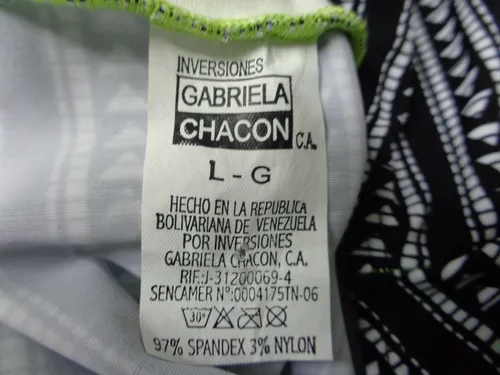 INVERSIONES
GABRIELA
CHACON C.A.
L - G
HECHO EN LA REPUBLICA
BOLIVARIANA DE VENEZUELA
POR INVERSIONES
GABRIELA CHACON, C.A.
RIF:J-31200069-4
SENCAMER Nº:0004175TN-06
30°
97% SPANDEX 3% NYLON